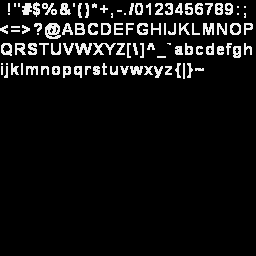 !"#$%&'()*+,-./0123456789:;
<=>?@ABCDEFGHIJKLMNOP
QRSTUVWXYZ[\]^_`abcdefgh
ijklmnopqrstuvwxyz{|}~